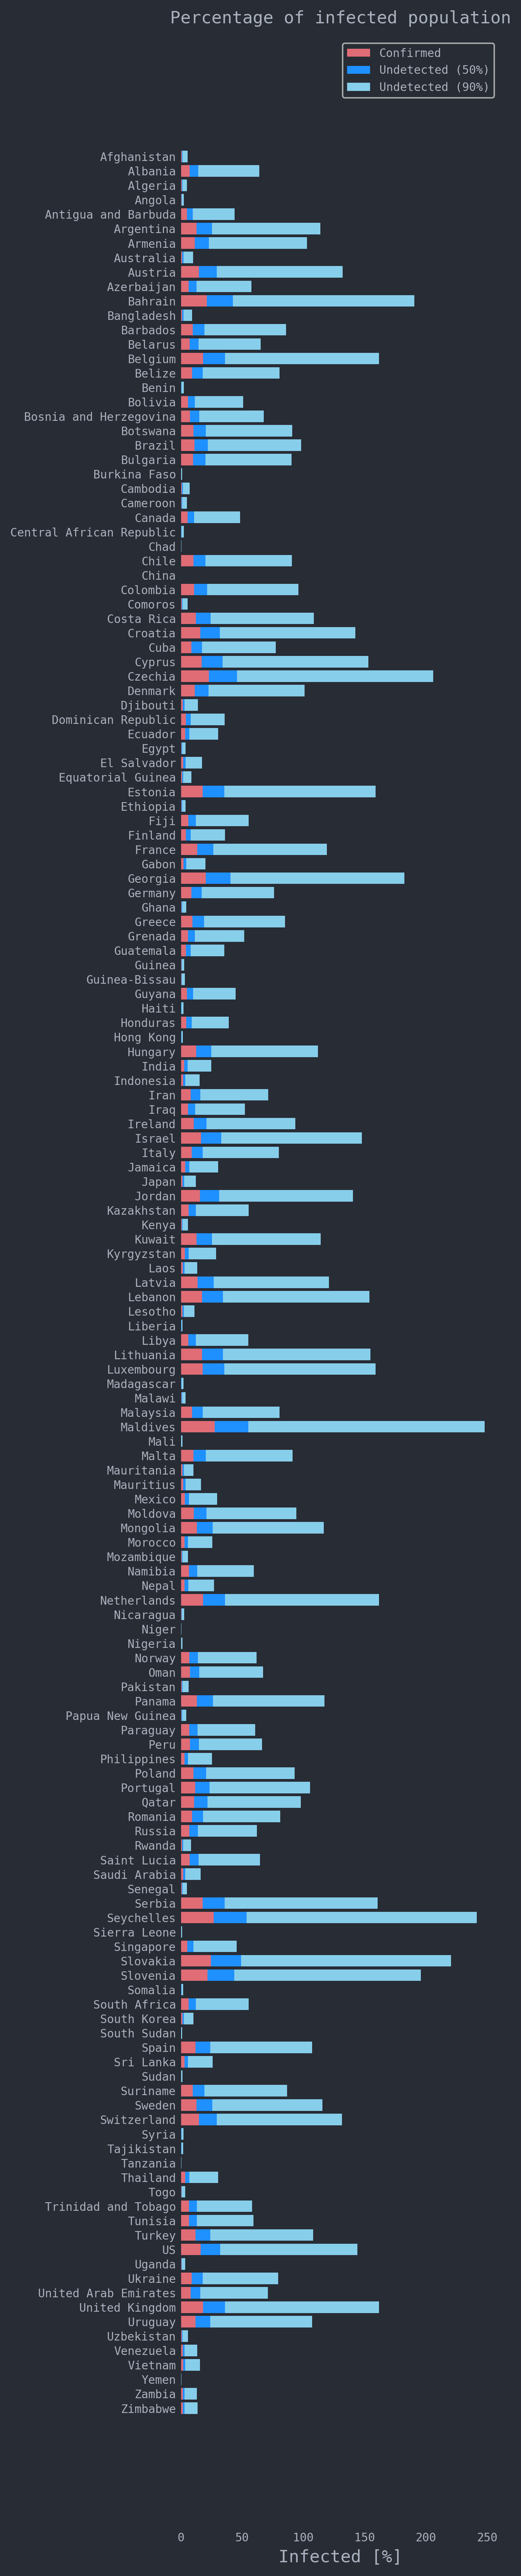 Percentage of infected population
Confirmed
Undetected (50%)
Undetected (90%)
Afghanistan
Albania
Algeria
Angola
Antigua and Barbuda
Argentina
Armenia
Australia
Austria
Azerbaijan
Bahrain
Bangladesh
Barbados
Belarus
Belgium
Belize
Benin
Bolivia
Bosnia and Herzegovina
Botswana
Brazil
Bulgaria
Burkina Faso
Cambodia
Cameroon
Canada
Central African Republic
Chad
Chile
China
Colombia
Comoros
Costa Rica
Croatia
Cuba
Cyprus
Czechia
Denmark
Djibouti
Dominican Republic
Ecuador
Egypt
El Salvador
Equatorial Guinea
Estonia
Ethiopia
Fiji
Finland
France
Gabon
Georgia
Germany
Ghana
Greece
Grenada
Guatemala
Guinea
Guinea-Bissau
Guyana
Haiti
Honduras
Hong Kong
Hungary
India
Indonesia
Iran
Iraq
Ireland
Israel
Italy
Jamaica
Japan
Jordan
Kazakhstan
Kenya
Kuwait
Kyrgyzstan
Laos
Latvia
Lebanon
Lesotho
Liberia
Libya
Lithuania
Luxembourg
Madagascar
Malawi
Malaysia
Maldives
Mali
Malta
Mauritania
Mauritius
Mexico
Moldova
Mongolia
Morocco
Mozambique
Namibia
Nepal
Netherlands
Nicaragua
Niger
Nigeria
Norway
Oman
Pakistan
Panama
Papua New Guinea
Paraguay
Peru
Philippines
Poland
Portugal
Qatar
Romania
Russia
Rwanda
Saint Lucia
Saudi Arabia
Senegal
Serbia
Seychelles
Sierra Leone
Singapore
Slovakia
Slovenia
Somalia
South Africa
South Korea
South Sudan
Spain
Sri Lanka
Sudan
Suriname
Sweden
Switzerland
Syria
Tajikistan
Tanzania
Thailand
Togo
Trinidad and Tobago
Tunisia
Turkey
US
Uganda
Ukraine
United Arab Emirates
United Kingdom
Uruguay
Uzbekistan
Venezuela
Vietnam
Yemen
Zambia
Zimbabwe
0 50 100 150 200 250
Infected [%]